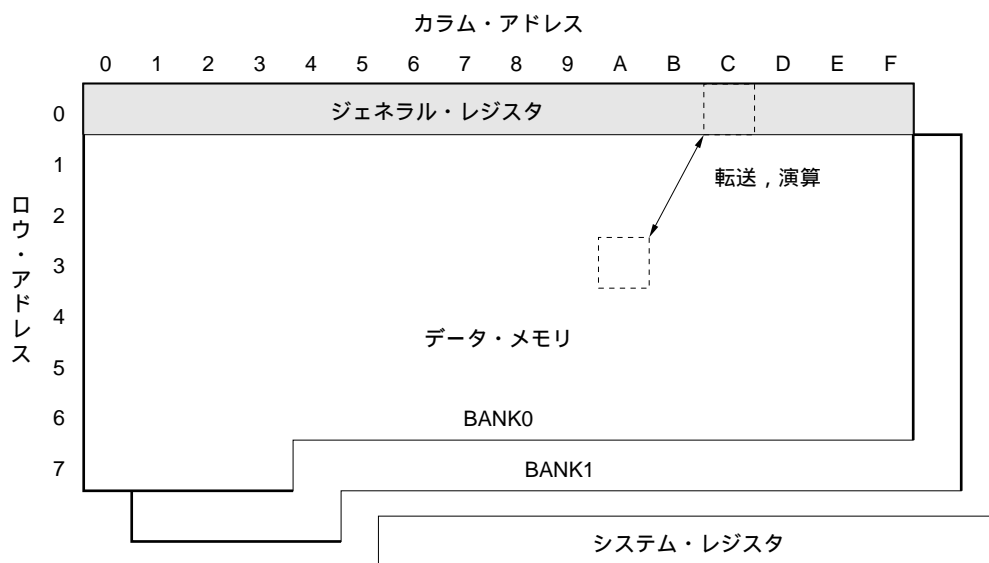 カラム・アドレス
0 1 2 3 4 5 6 7 8 9 A B C D E F
0 ジェネラル・レジスタ
1
転送，演算
2
3
4
データ・メモリ
5
6 BANK0
7 BANK1
ロウ・アドレス
システム・レジスタ